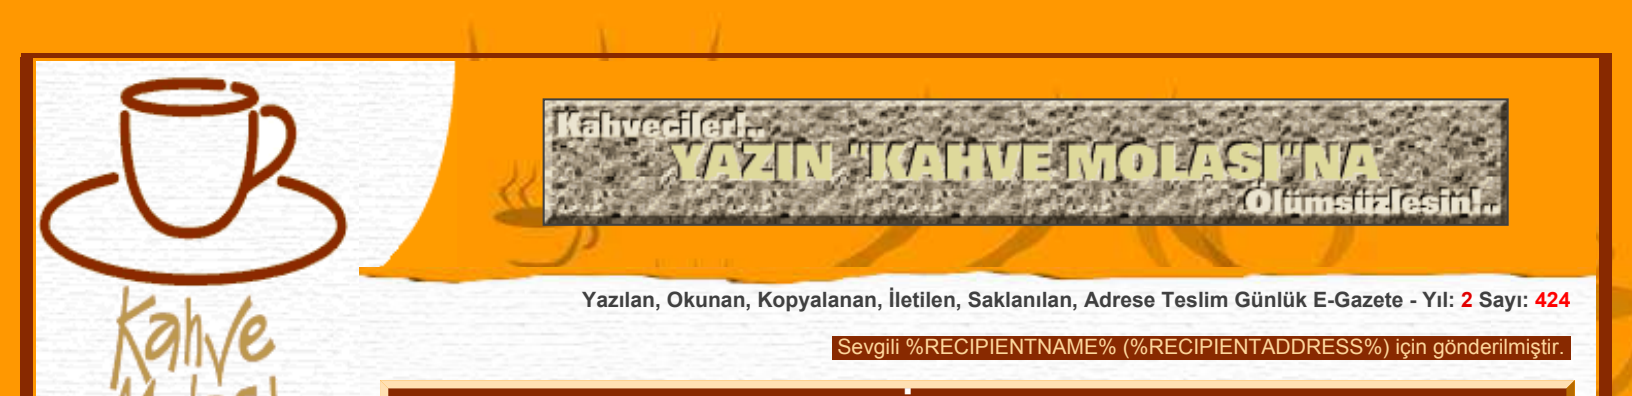 Kahveciler!..
YAZIN "KAHVE MOLASI"NA
Ölümsüzlesin!..
Yazılan, Okunan, Kopyalanan, İletilen, Saklanılan, Adrese Teslim Günlük E-Gazete - Yıl: 2 Sayı: 424
Sevgili %RECIPIENTNAME% (%RECIPIENTADDRESS%) için gönderilmiştir.
Kahve